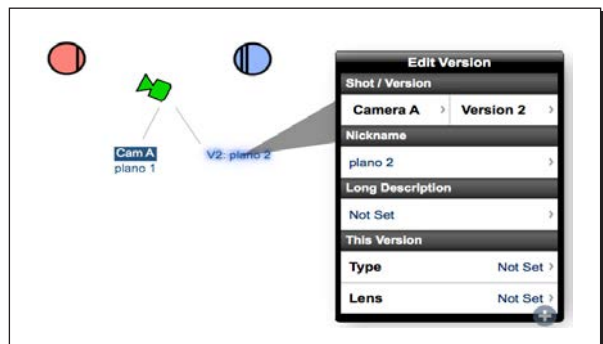 Cam A
plano 1
V2: plano 2
Edit Version
Shot / Version
Camera A
Version 2
Nickname
plano 2
Long Description
Not Set
This Version
Type Not Set
Lens Not Set